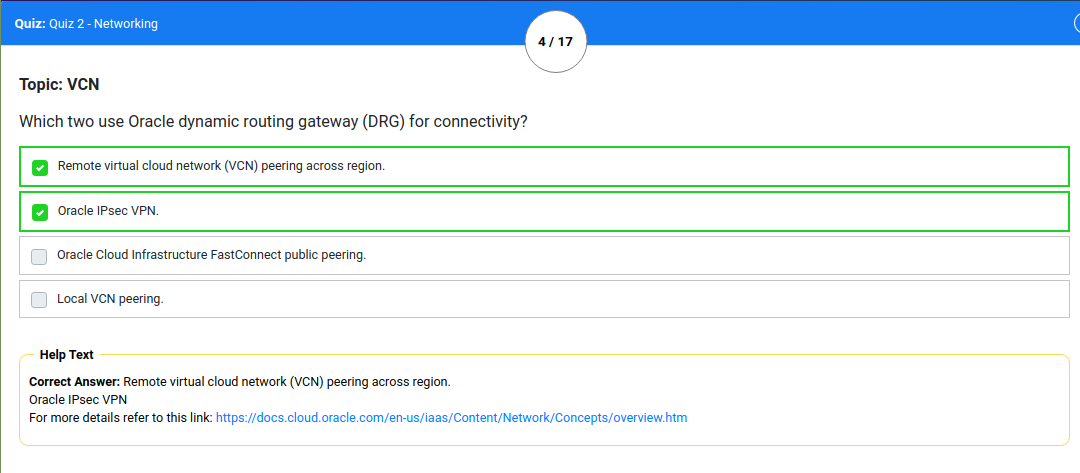 Quiz: Quiz 2 - Networking
4 / 17
Topic: VCN
Which two use Oracle dynamic routing gateway (DRG) for connectivity?
Remote virtual cloud network (VCN) peering across region.
Oracle IPsec VPN.
Oracle Cloud Infrastructure FastConnect public peering.
Local VCN peering.
Help Text
Correct Answer: Remote virtual cloud network (VCN) peering across region.
Oracle IPsec VPN
For more details refer to this link: https://docs.cloud.oracle.com/en-us/iaas/Content/Network/Concepts/overview.htm